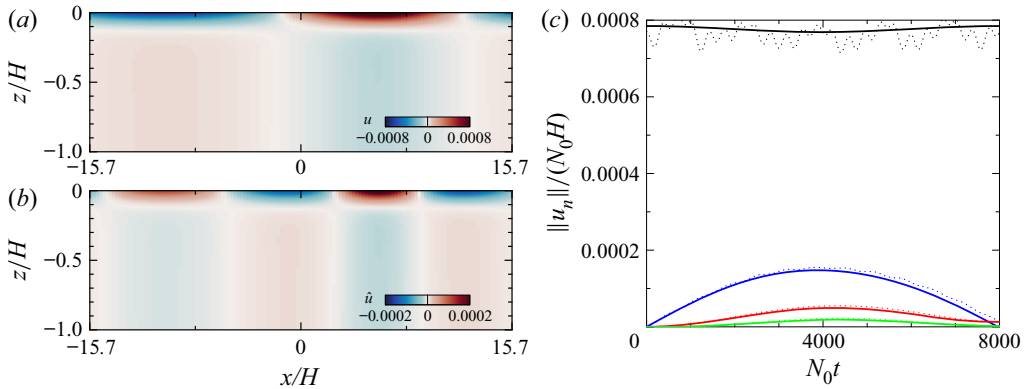 (a)
0
−0.5
−1.0
z/H
u
−0.0008 0 0.0008
−15.7 0 15.7
(b)
0
−0.5
−1.0
z/H
û
−0.0002 0 0.0002
−15.7 0 15.7
x/H
(c)
0.0008
0.0006
0.0004
0.0002
||u_n||/(N_0H)
0 4000 8000
N_0t